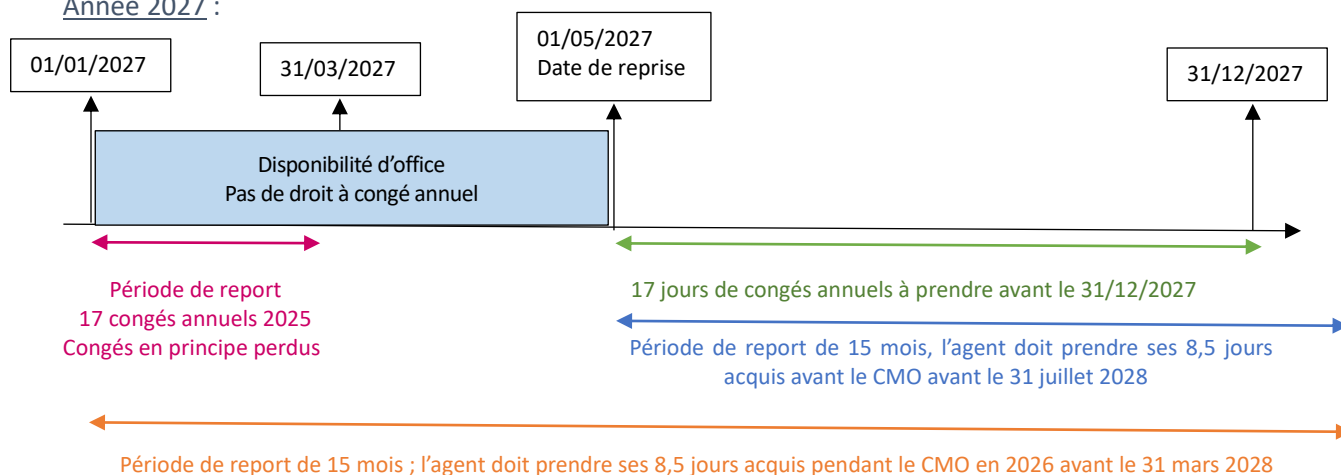 Année 2027 :
01/01/2027
31/03/2027
01/05/2027
Date de reprise
31/12/2027
Disponibilité d'office
Pas de droit à congé annuel
Période de report
17 congés annuels 2025
Congés en principe perdus
17 jours de congés annuels à prendre avant le 31/12/2027
Période de report de 15 mois, l'agent doit prendre ses 8,5 jours
acquis avant le CMO avant le 31 juillet 2028
Période de report de 15 mois ; l'agent doit prendre ses 8,5 jours acquis pendant le CMO en 2026 avant le 31 mars 2028